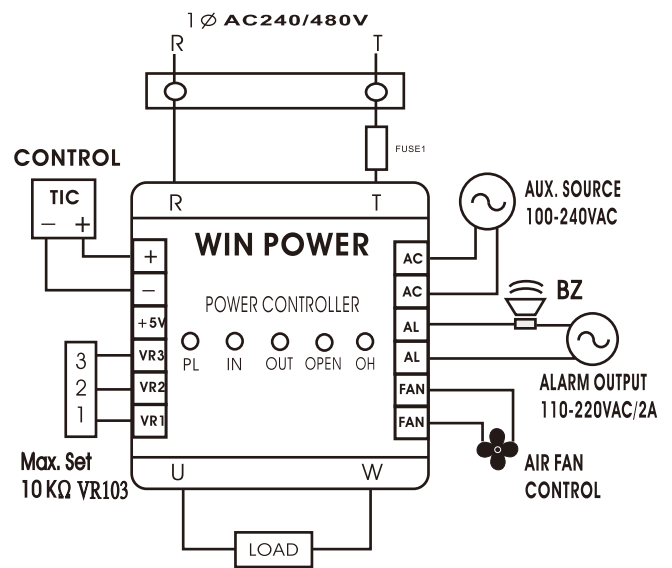 1Ø AC240/480V
R T
FUSE1
CONTROL
TIC
− +
R T
AUX. SOURCE
100-240VAC
WIN POWER
+
−
+5V
VR3
VR2
VR1
POWER CONTROLLER
PL IN OUT OPEN OH
AC
AC
AL
AL
FAN
FAN
BZ
ALARM OUTPUT
110-220VAC/2A
3
2
1
Max. Set
10 KΩ VR103
AIR FAN
CONTROL
U W
LOAD